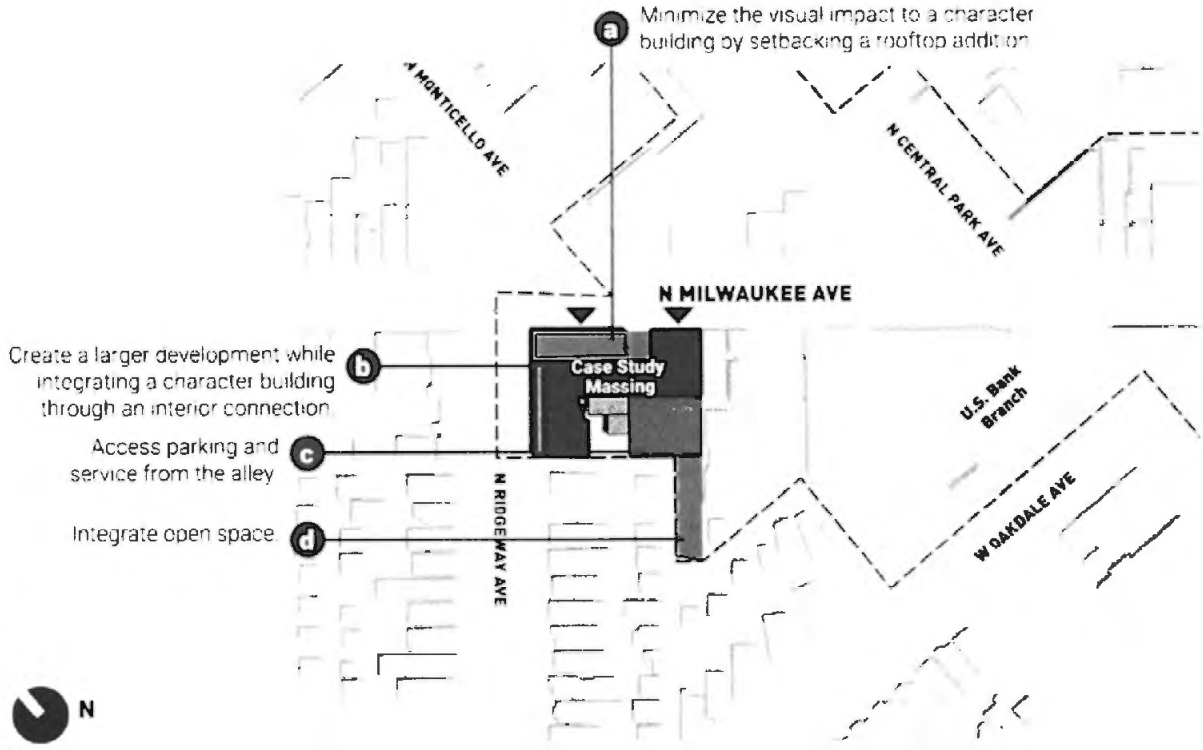 a
Minimize the visual impact to a character
building by setbacking a rooftop addition
N MONTICELLO AVE
N CENTRAL PARK AVE
N MILWAUKEE AVE
b
Create a larger development while
integrating a character building
through an interior connection.
Case Study
Massing
U.S. Bank
Branch
c
Access parking and
service from the alley
d
Integrate open space.
N RIDGEWAY AVE
W OAKDALE AVE
N